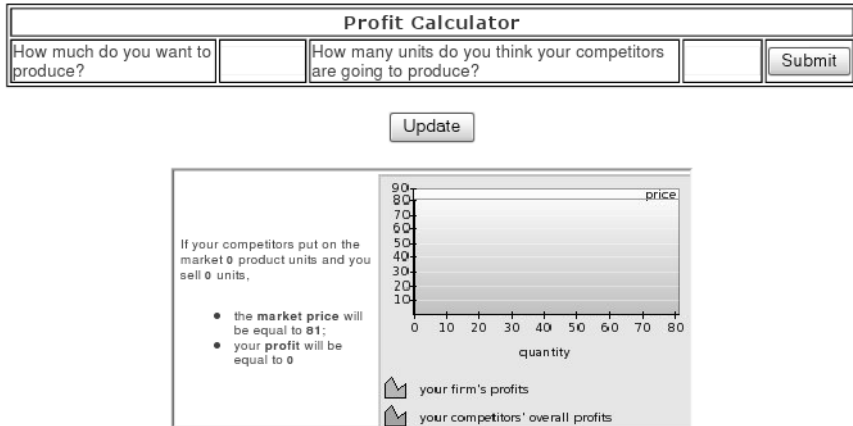 Profit Calculator
How much do you want to
produce?
How many units do you think your competitors
are going to produce?
Submit
Update
If your competitors put on the
market 0 product units and you
sell 0 units,
the market price will
be equal to 81;
your profit will be
equal to 0
90
80
70
60
50
40
30
20
10
price
0 10 20 30 40 50 60 70 80
quantity
your firm's profits
your competitors' overall profits